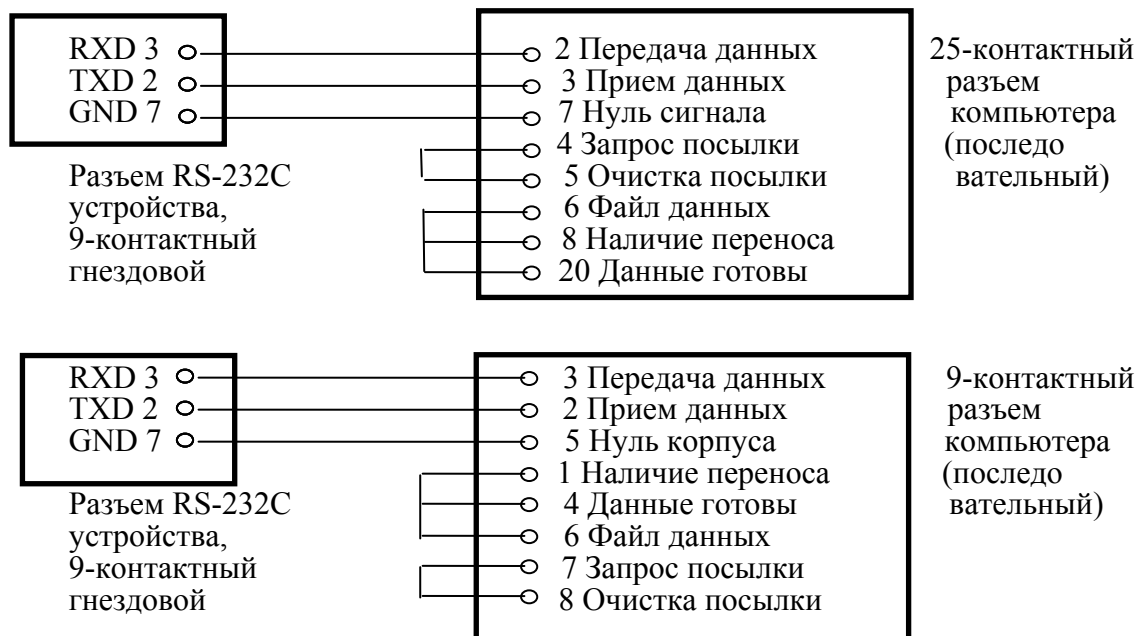 RXD 3 2 Передача данных 25-контактный
TXD 2 3 Прием данных разъем
GND 7 7 Нуль сигнала компьютера
4 Запрос посылки (последо
Разъем RS-232C 5 Очистка посылки вательный)
устройства, 6 Файл данных
9-контактный 8 Наличие переноса
гнездовой 20 Данные готовы
RXD 3 3 Передача данных 9-контактный
TXD 2 2 Прием данных разъем
GND 7 5 Нуль корпуса компьютера
1 Наличие переноса (последо
Разъем RS-232C 4 Данные готовы вательный)
устройства, 6 Файл данных
9-контактный 7 Запрос посылки
гнездовой 8 Очистка посылки